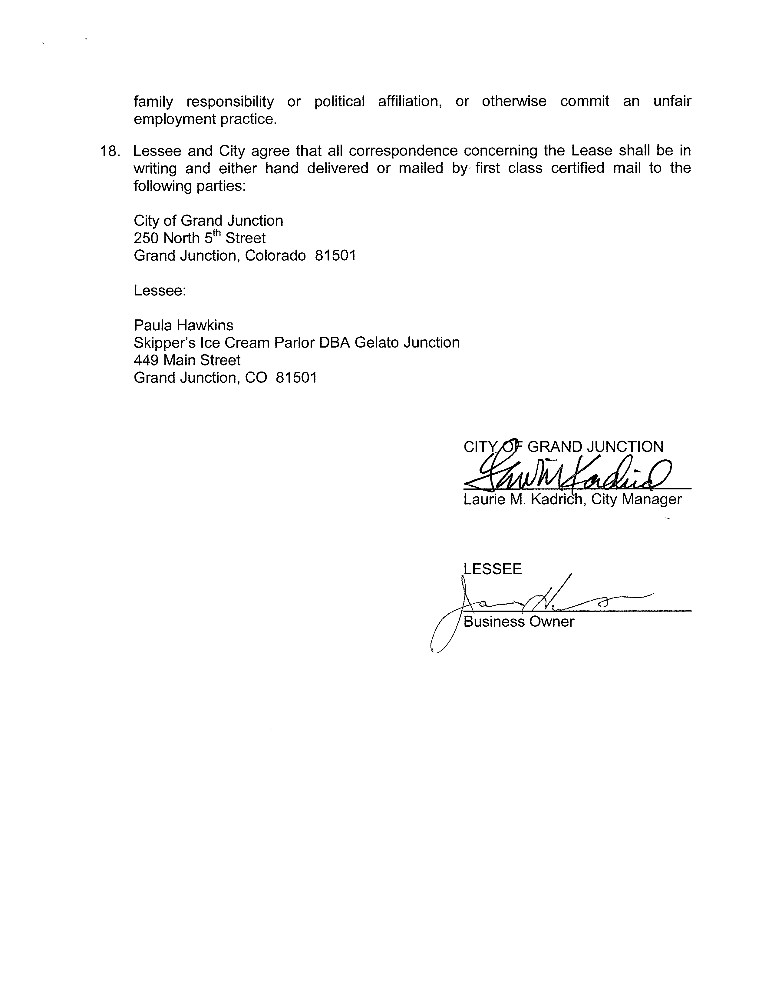 family responsibility or political affiliation, or otherwise commit an unfair
employment practice.
18. Lessee and City agree that all correspondence concerning the Lease shall be in
writing and either hand delivered or mailed by first class certified mail to the
following parties:
City of Grand Junction
250 North 5th Street
Grand Junction, Colorado 81501
Lessee:
Paula Hawkins
Skipper's Ice Cream Parlor DBA Gelato Junction
449 Main Street
Grand Junction, CO 81501
CITY OF GRAND JUNCTION
Laurie M. Kadrich, City Manager
LESSEE
Business Owner